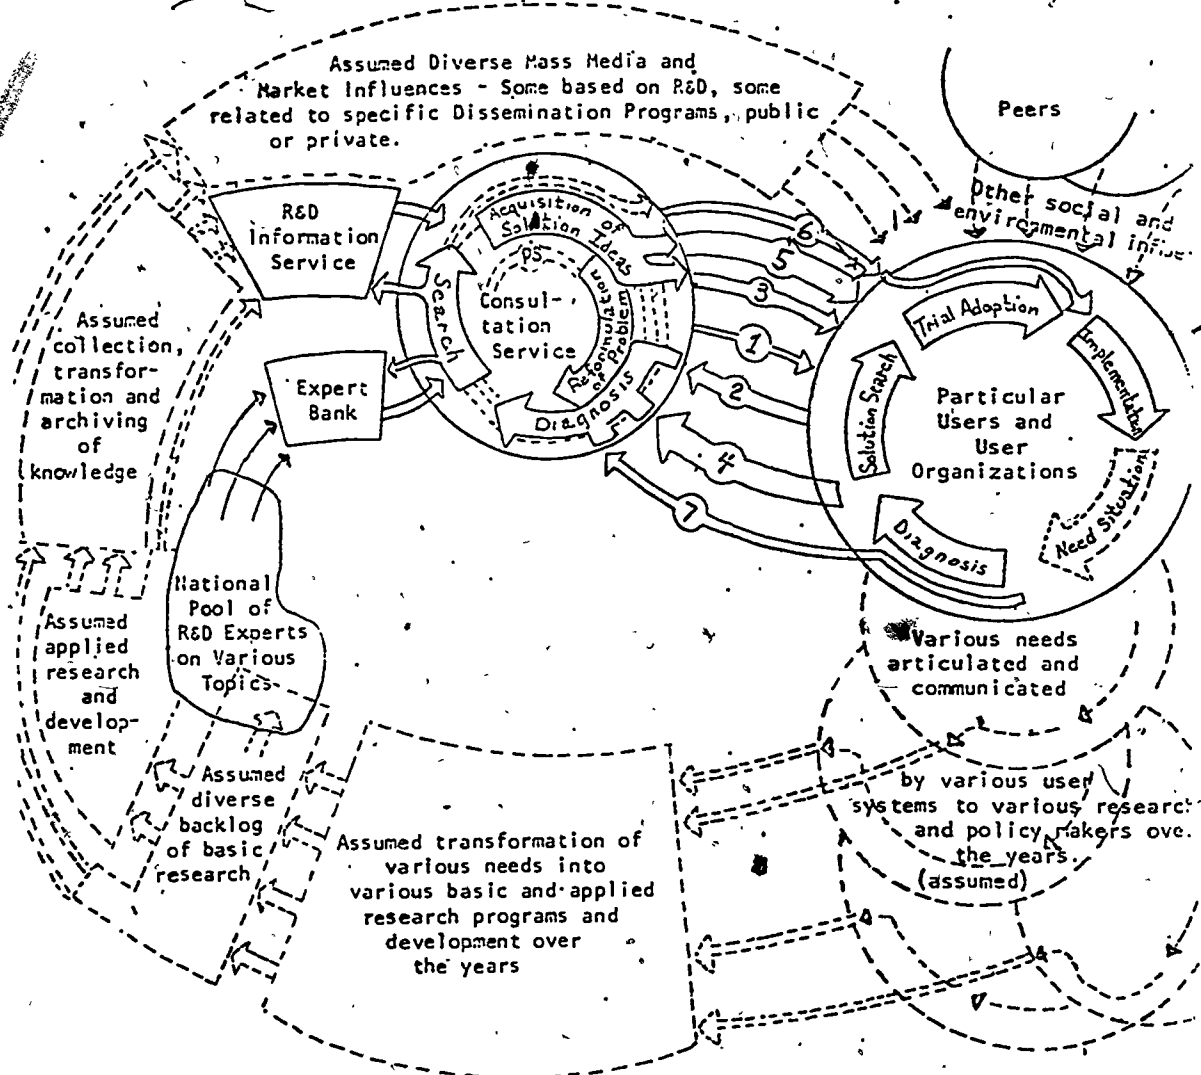 Assumed Diverse Mass Media and
Market Influences - Some based on R&D, some
related to specific Dissemination Programs, public
or private.
Peers
Other social and
environmental
R&D
Information
Service
Acquisition of
Solution Ideas
PS
Reformulation
of Problem
Search
Consul-
tation
Service
Diagnosis
Expert
Bank
6
5
3
1
2
4
7
Trial Adoption
Implementation
Solution Search
Particular
Users and
User
Organizations
Need Situation
Diagnosis
Assumed
collection,
transfor-
mation and
archiving
of
knowledge
National
Pool of
R&D Experts
on Various
Topics
Assumed
applied
research
and
develop-
ment
Assumed
diverse
backlog
of basic
research
Assumed transformation of
various needs into
various basic and applied
research programs and
development over
the years
Various needs
articulated and
communicated
by various user
systems to various research
and policy makers over
the years.
(assumed)